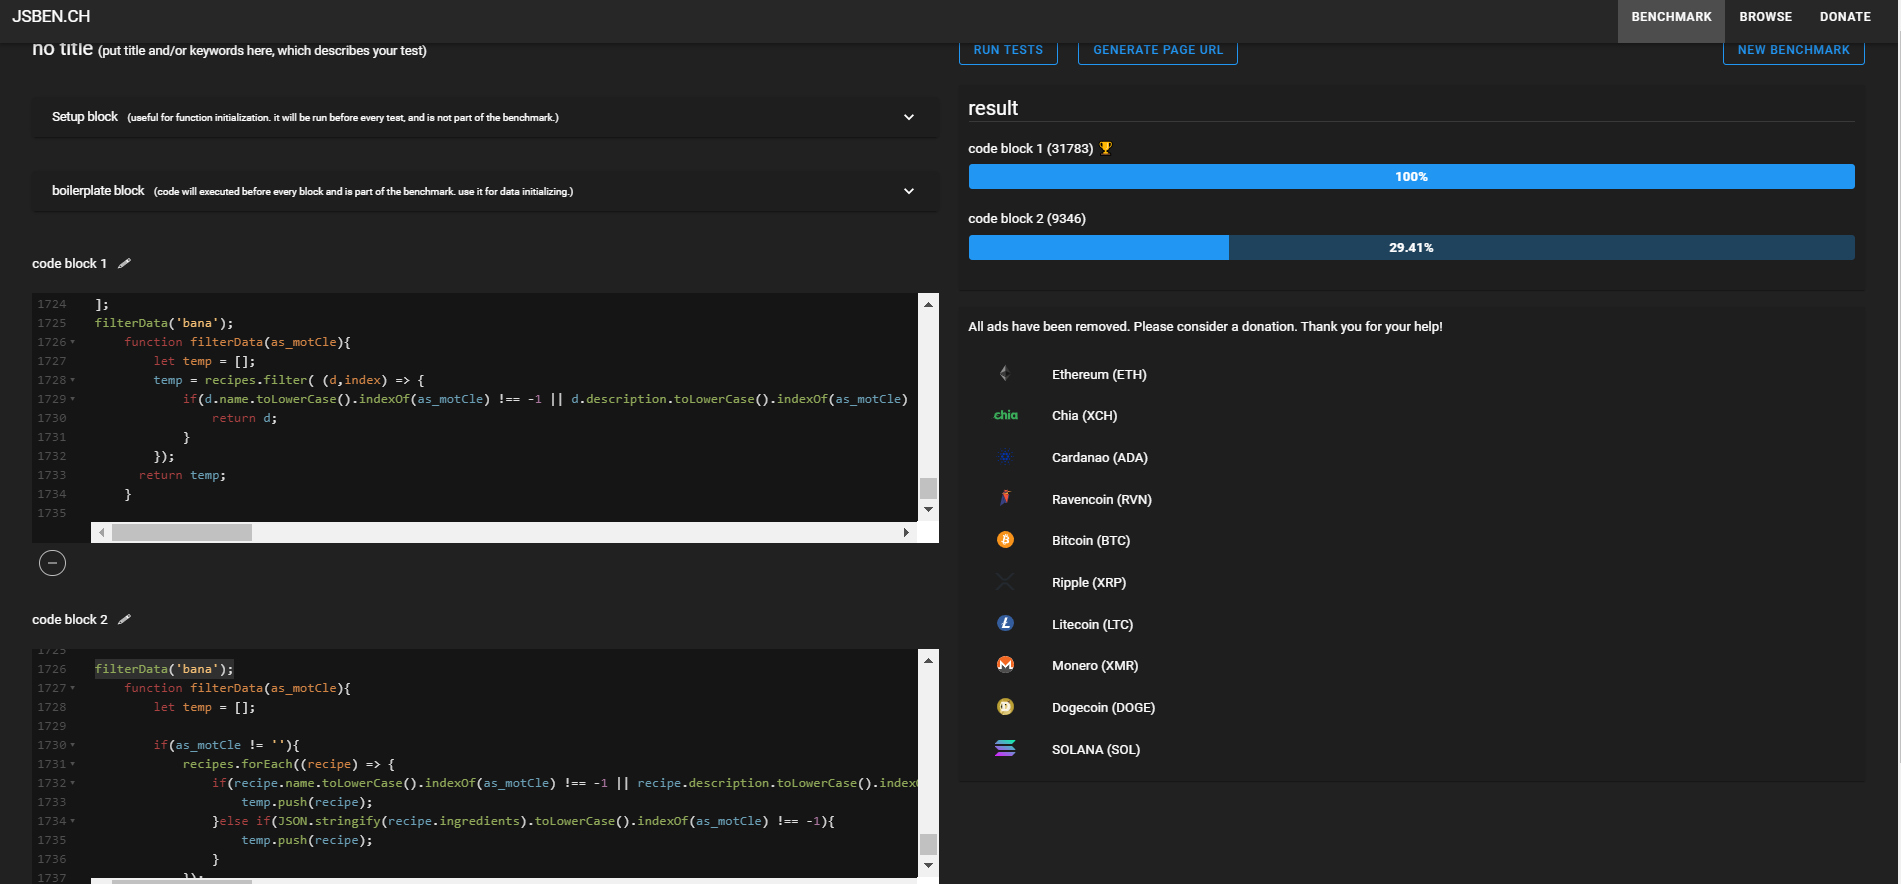 JSBEN.CH
BENCHMARK BROWSE DONATE
no title (put title and/or keywords here, which describes your test)
RUN TESTS GENERATE PAGE URL NEW BENCHMARK
Setup block (useful for function initialization. it will be run before every test, and is not part of the benchmark.)
boilerplate block (code will executed before every block and is part of the benchmark. use it for data initializing.)
code block 1
1724 ];
1725 filterData('bana');
1726 function filterData(as_motCle){
1727 let temp = [];
1728 temp = recipes.filter( (d,index) => {
1729 if(d.name.toLowerCase().indexOf(as_motCle) !== -1 || d.description.toLowerCase().indexOf(as_motCle)
1730 return d;
1731 }
1732 });
1733 return temp;
1734 }
1735
code block 2
1725
1726 filterData('bana');
1727 function filterData(as_motCle){
1728 let temp = [];
1729
1730 if(as_motCle != ''){
1731 recipes.forEach((recipe) => {
1732 if(recipe.name.toLowerCase().indexOf(as_motCle) !== -1 || recipe.description.toLowerCase().index
1733 temp.push(recipe);
1734 }else if(JSON.stringify(recipe.ingredients).toLowerCase().indexOf(as_motCle) !== -1){
1735 temp.push(recipe);
1736 }
1737 });
result
code block 1 (31783)
100%
code block 2 (9346)
29.41%
All ads have been removed. Please consider a donation. Thank you for your help!
Ethereum (ETH)
chia Chia (XCH)
Cardanao (ADA)
Ravencoin (RVN)
Bitcoin (BTC)
Ripple (XRP)
Litecoin (LTC)
Monero (XMR)
Dogecoin (DOGE)
SOLANA (SOL)